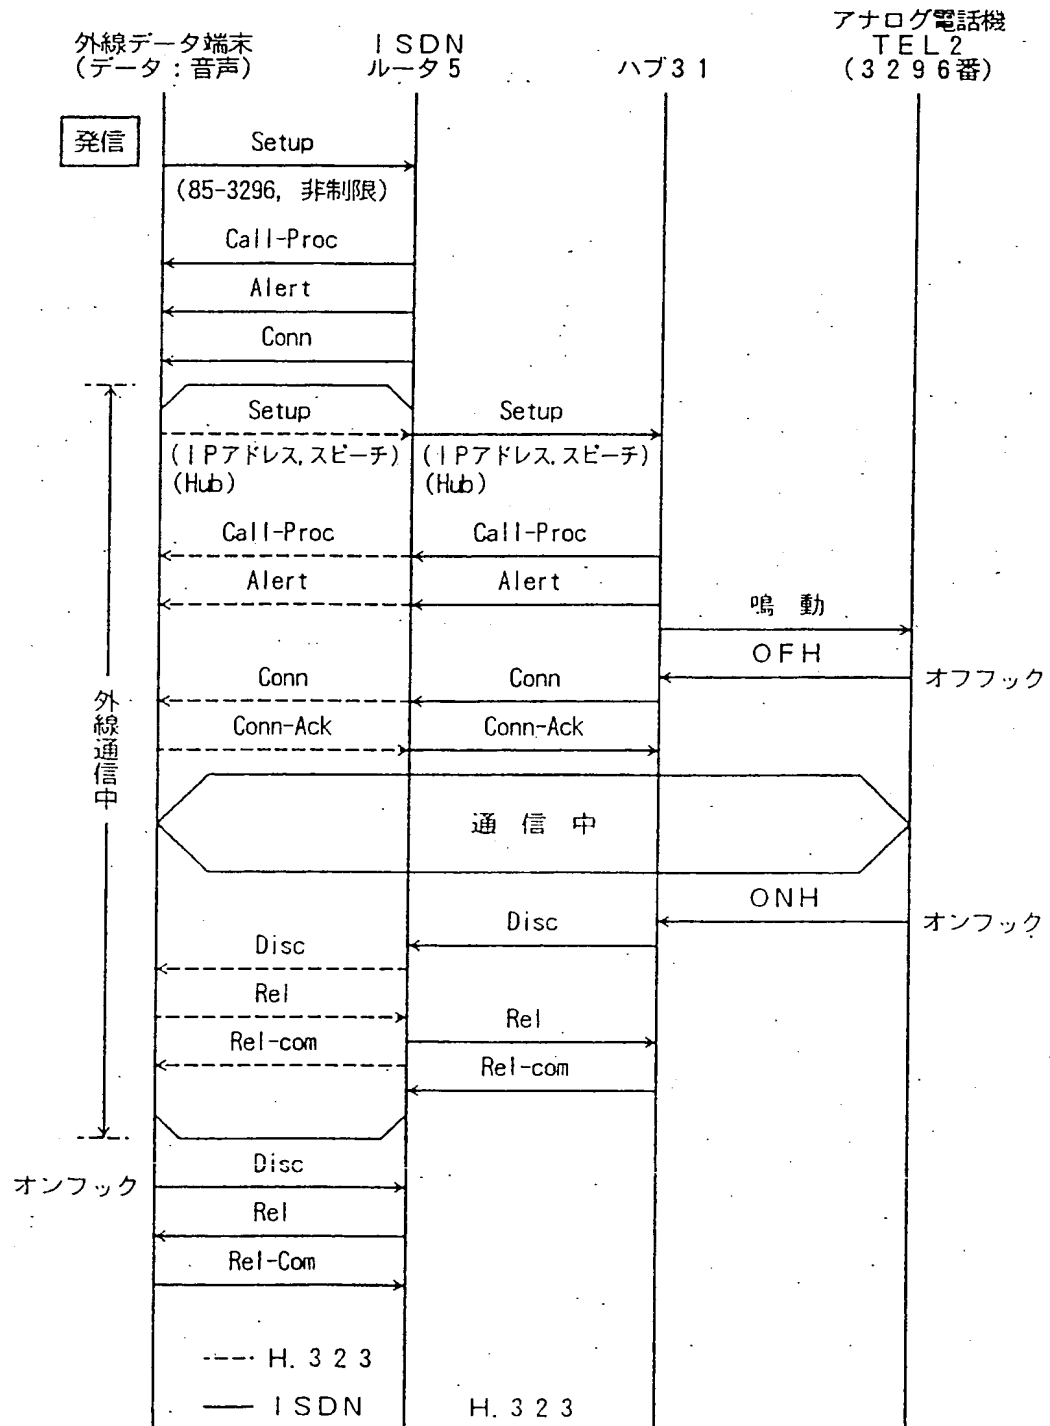 外線データ端末
(データ：音声)
ISDN
ルータ5
ハブ31
アナログ電話機
TEL2
(3296番)
発信
Setup
(85-3296, 非制限)
Call-Proc
Alert
Conn
Setup
Setup
(IPアドレス,スピーチ)
(IPアドレス,スピーチ)
(Hub)
(Hub)
Call-Proc
Call-Proc
Alert
Alert
鳴動
OFH
オフフック
Conn
Conn
Conn-Ack
Conn-Ack
外線通信中
通信中
ONH
オンフック
Disc
Disc
Rel
Rel
Rel-com
Rel-com
Disc
オンフック
Rel
Rel-Com
H.323
ISDN
H.323